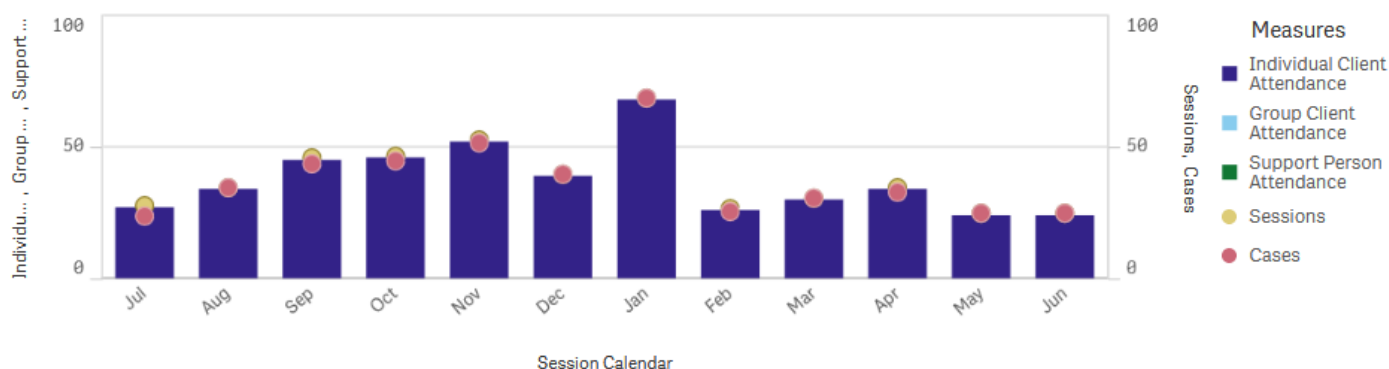 Individu... , Group ... , Support ...
100
50
0
100
50
0
Sessions, Cases
Jul
Aug
Sep
Oct
Nov
Dec
Jan
Feb
Mar
Apr
May
Jun
Session Calendar
Measures
Individual Client
Attendance
Group Client
Attendance
Support Person
Attendance
Sessions
Cases